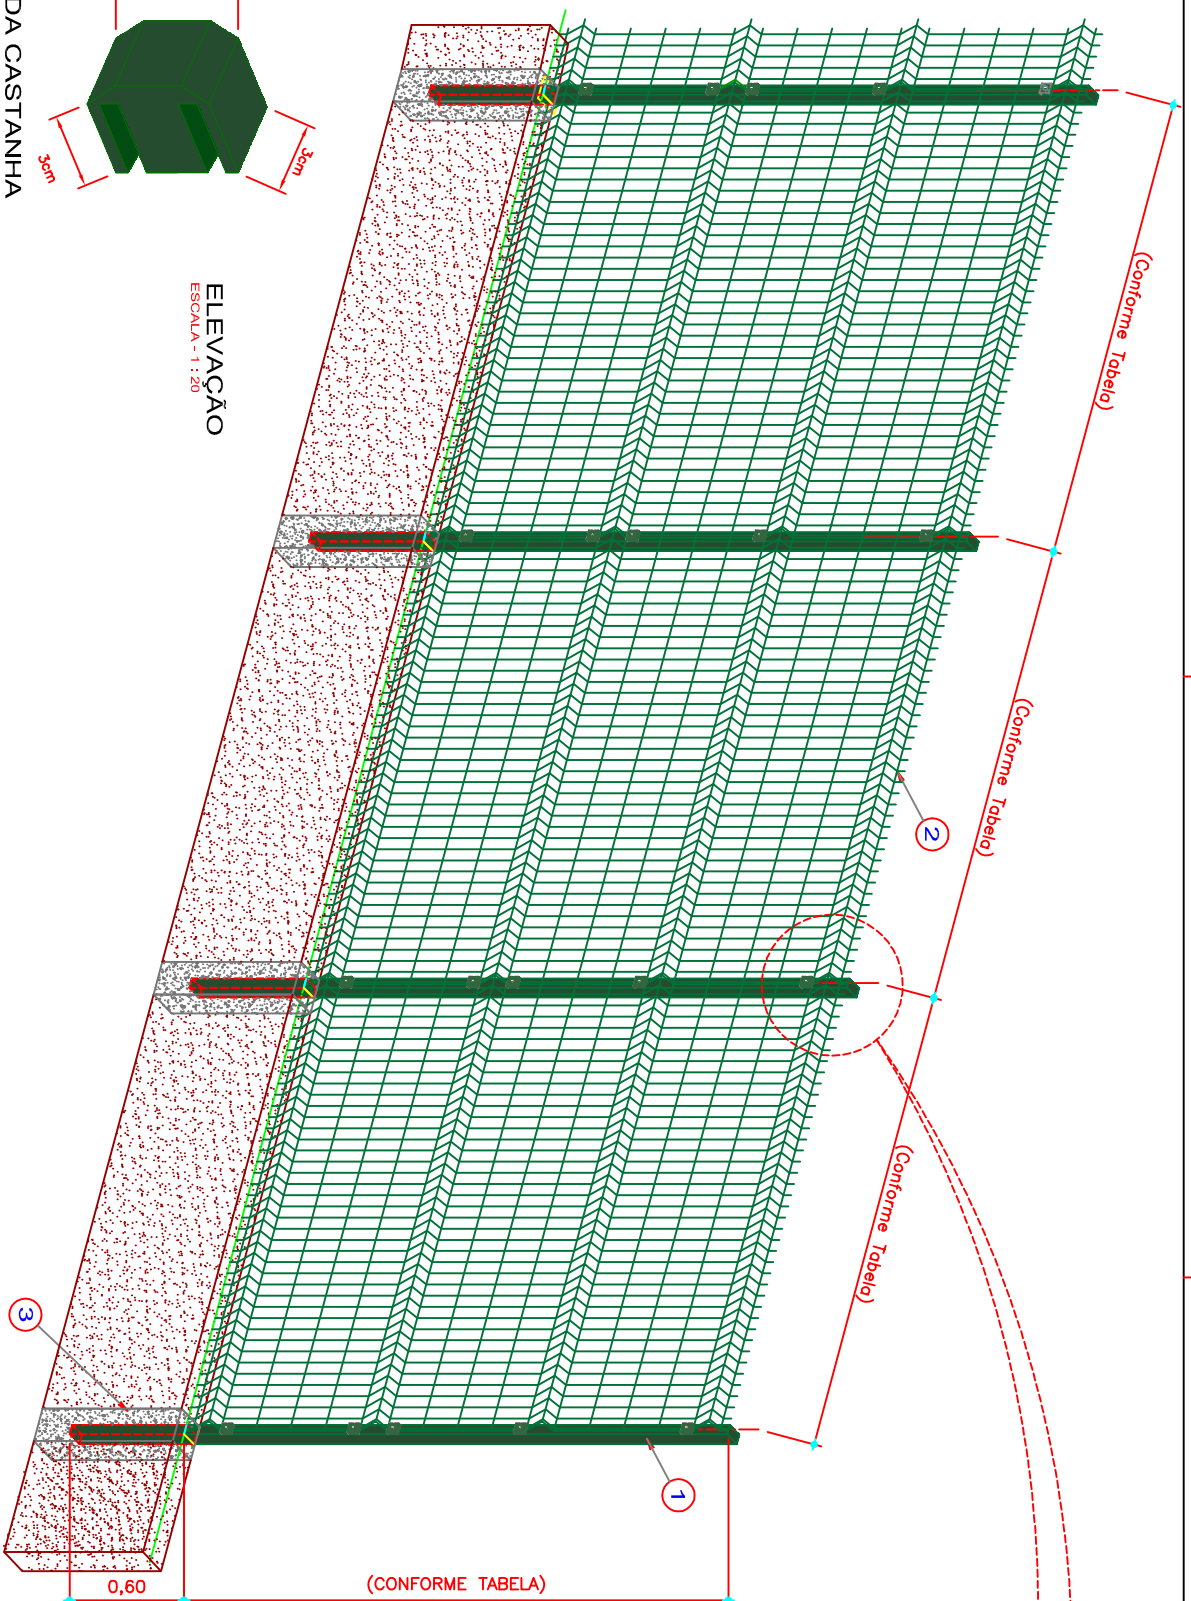 DA CASTANHA
3cm
3cm
ELEVAÇÃO
ESCALA - 1 : 20
(Conforme Tabela)
(Conforme Tabela)
(Conforme Tabela)
2
1
3
0,60
(CONFORME TABELA)